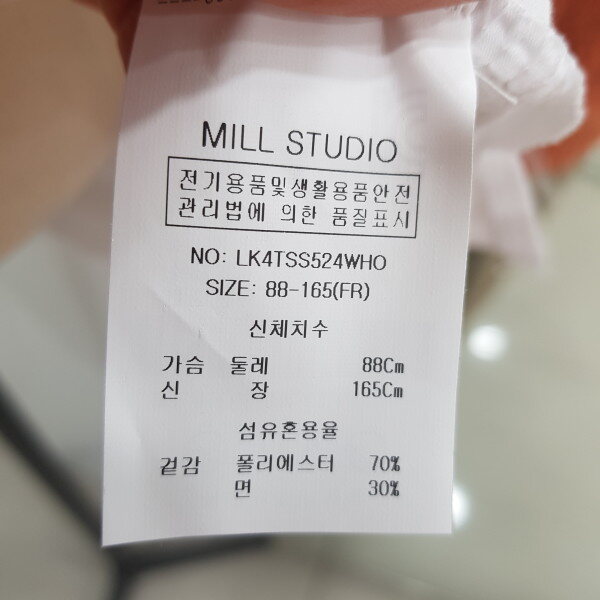 MILL STUDIO
전기용품및생활용품안전
관리법에 의한 품질표시
NO: LK4TSS524WHO
SIZE: 88-165(FR)
신체치수
가슴 둘레 88Cm
신 장 165Cm
섬유혼용율
겉감 폴리에스터 70%
면 30%